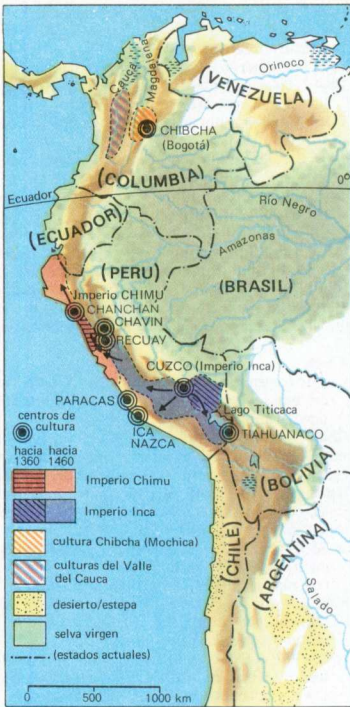 Cauca
Magdalena
Orinoco
(VENEZUELA)
CHIBCHA
(Bogotá)
(COLUMBIA)
Ecuador
0°
Río Negro
(ECUADOR)
Amazonas
(PERU)
(BRASIL)
Imperio CHIMU
CHANCHAN
CHAVIN
RECUAY
CUZCO (Imperio Inca)
PARACAS
Lago Titicaca
ICA
NAZCA
TIAHUANACO
(BOLIVIA)
(CHILE)
(ARGENTINA)
Salado
centros de
cultura
hacia hacia
1360 1460
Imperio Chimu
Imperio Inca
cultura Chibcha (Mochica)
culturas del Valle
del Cauca
desierto/estepa
selva virgen
(estados actuales)
0 500 1000 km